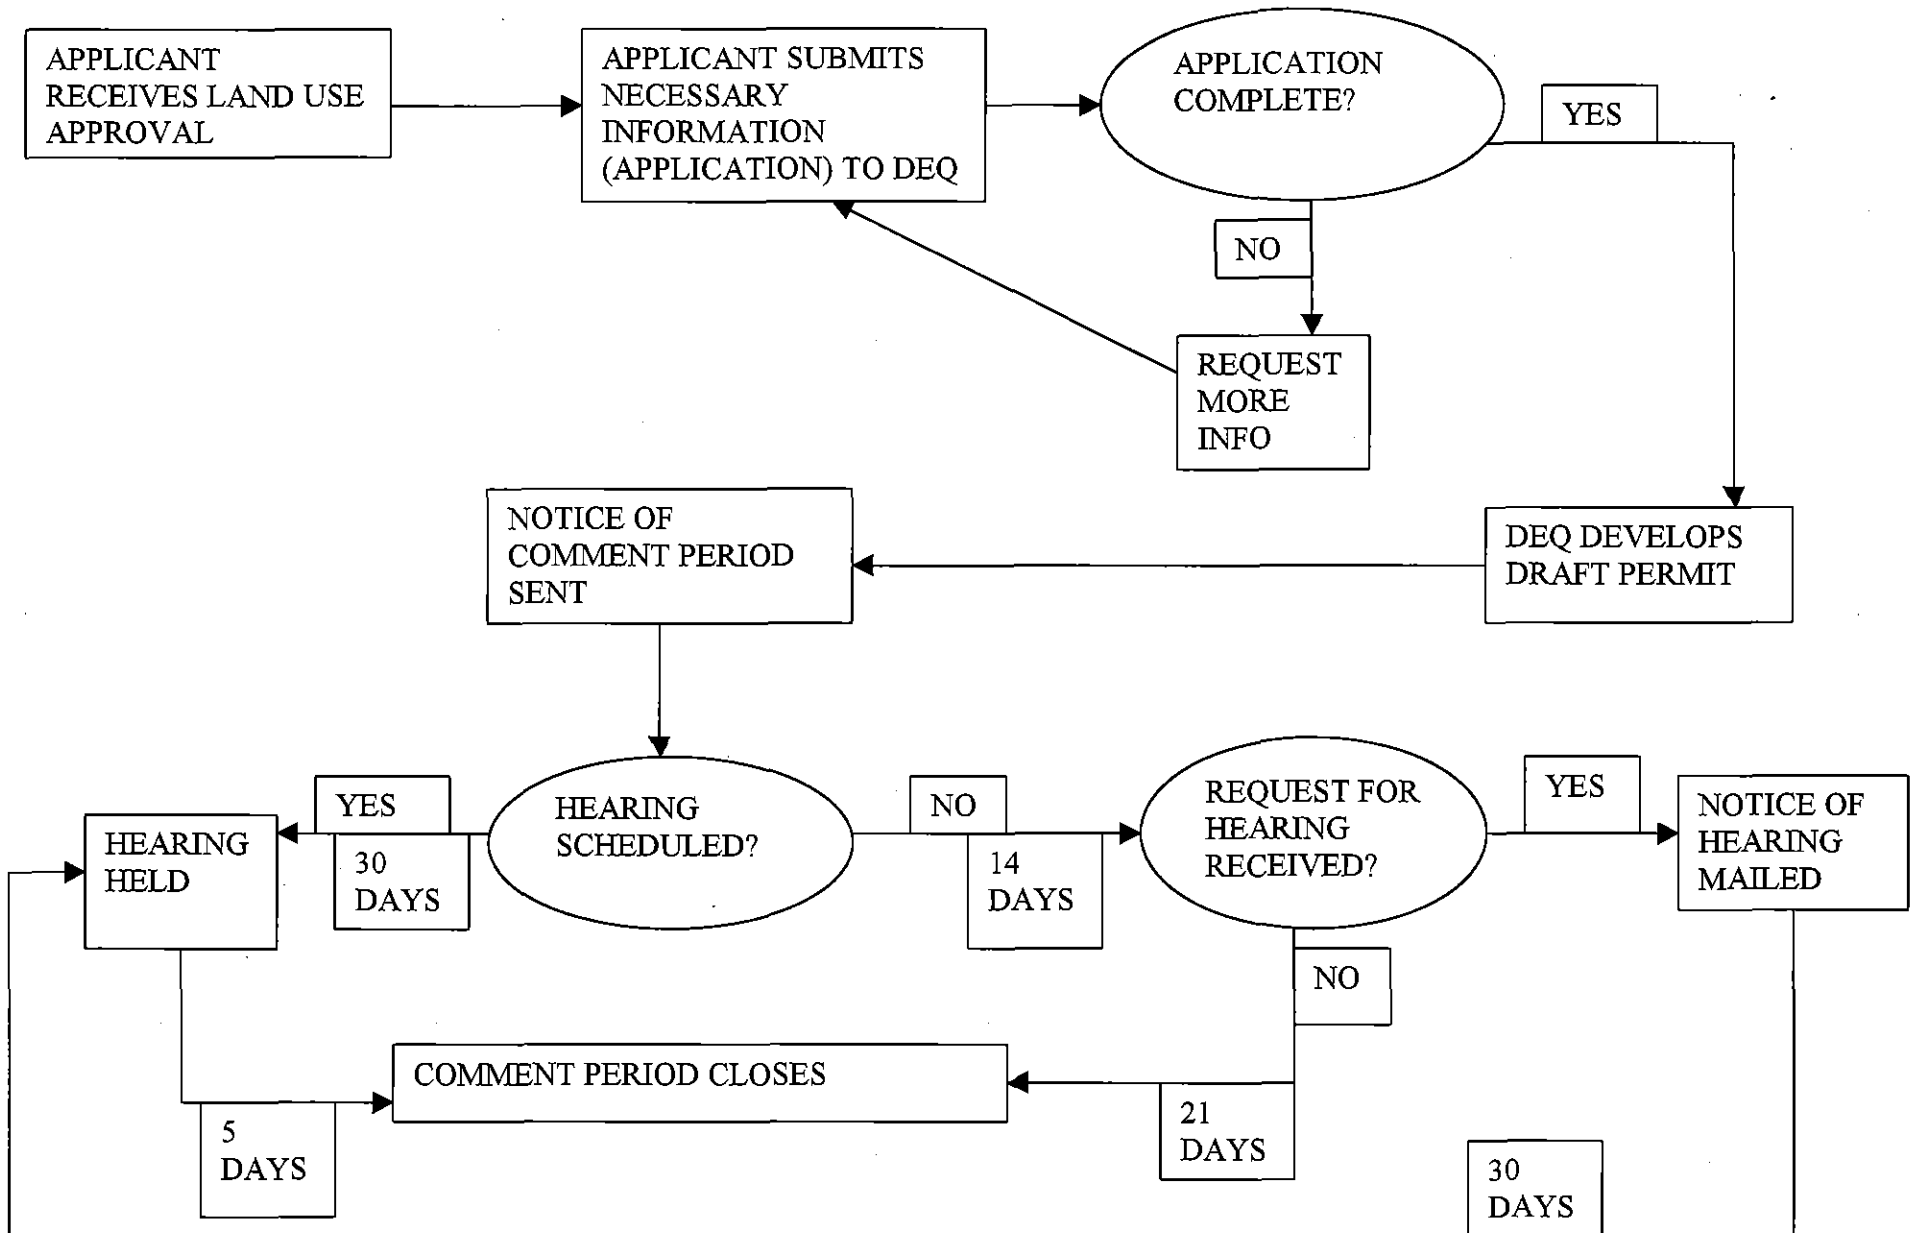 APPLICANT
RECEIVES LAND USE
APPROVAL
APPLICANT SUBMITS
NECESSARY
INFORMATION
(APPLICATION) TO DEQ
APPLICATION
COMPLETE?
YES
NO
REQUEST
MORE
INFO
DEQ DEVELOPS
DRAFT PERMIT
NOTICE OF
COMMENT PERIOD
SENT
HEARING
SCHEDULED?
YES
30
DAYS
HEARING
HELD
NO
14
DAYS
REQUEST FOR
HEARING
RECEIVED?
YES
NOTICE OF
HEARING
MAILED
NO
21
DAYS
COMMENT PERIOD CLOSES
5
DAYS
30
DAYS